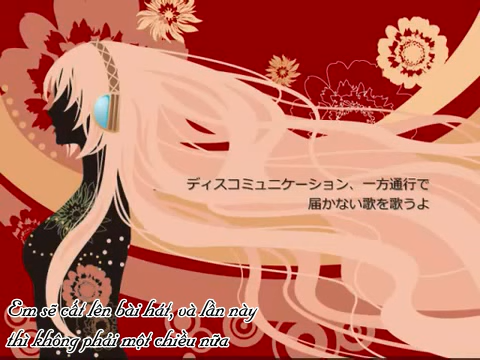 ディスコミュニケーション、一方通行で
届かない歌を歌うよ
Em sẽ cất lên bài hát, và lần này
thì không phải một chiều nữa